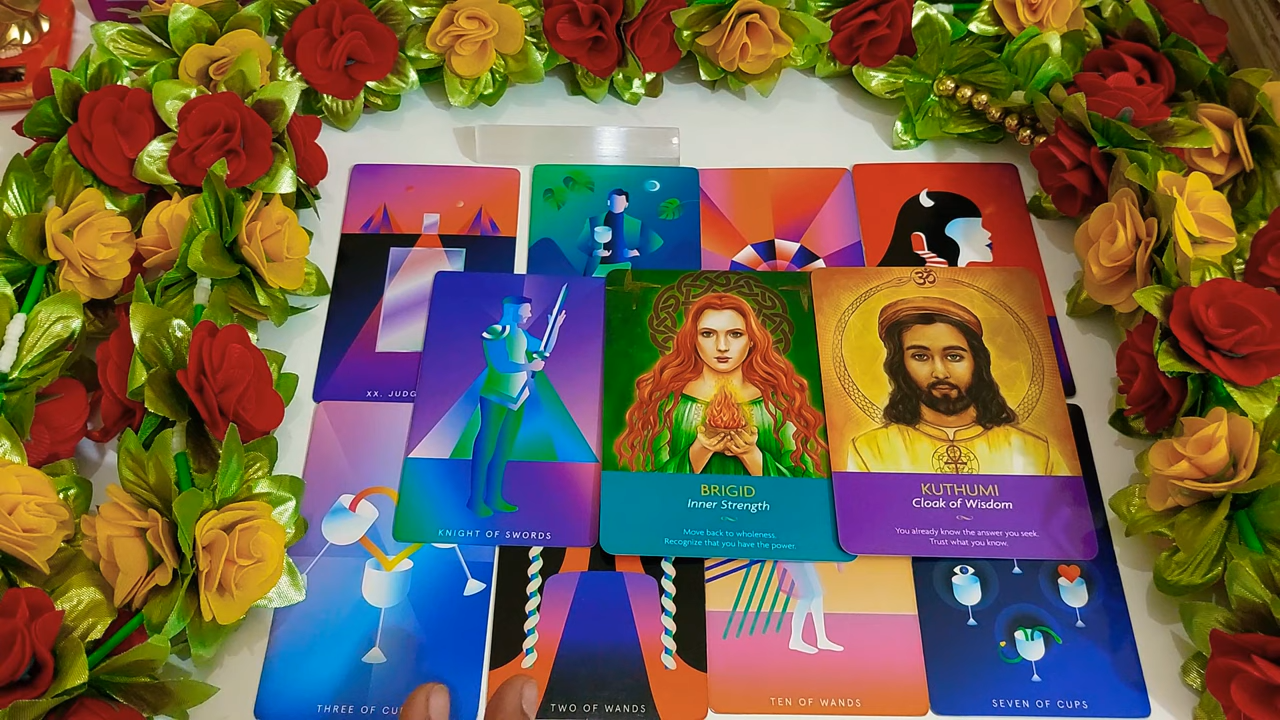 XX. JUDG
KNIGHT OF SWORDS
BRIGID
Inner Strength
Move back to wholeness.
Recognize that you have the power.
ॐ
KUTHUMI
Cloak of Wisdom
You already know the answer you seek.
Trust what you know.
THREE OF CU
TWO OF WANDS
TEN OF WANDS
SEVEN OF CUPS